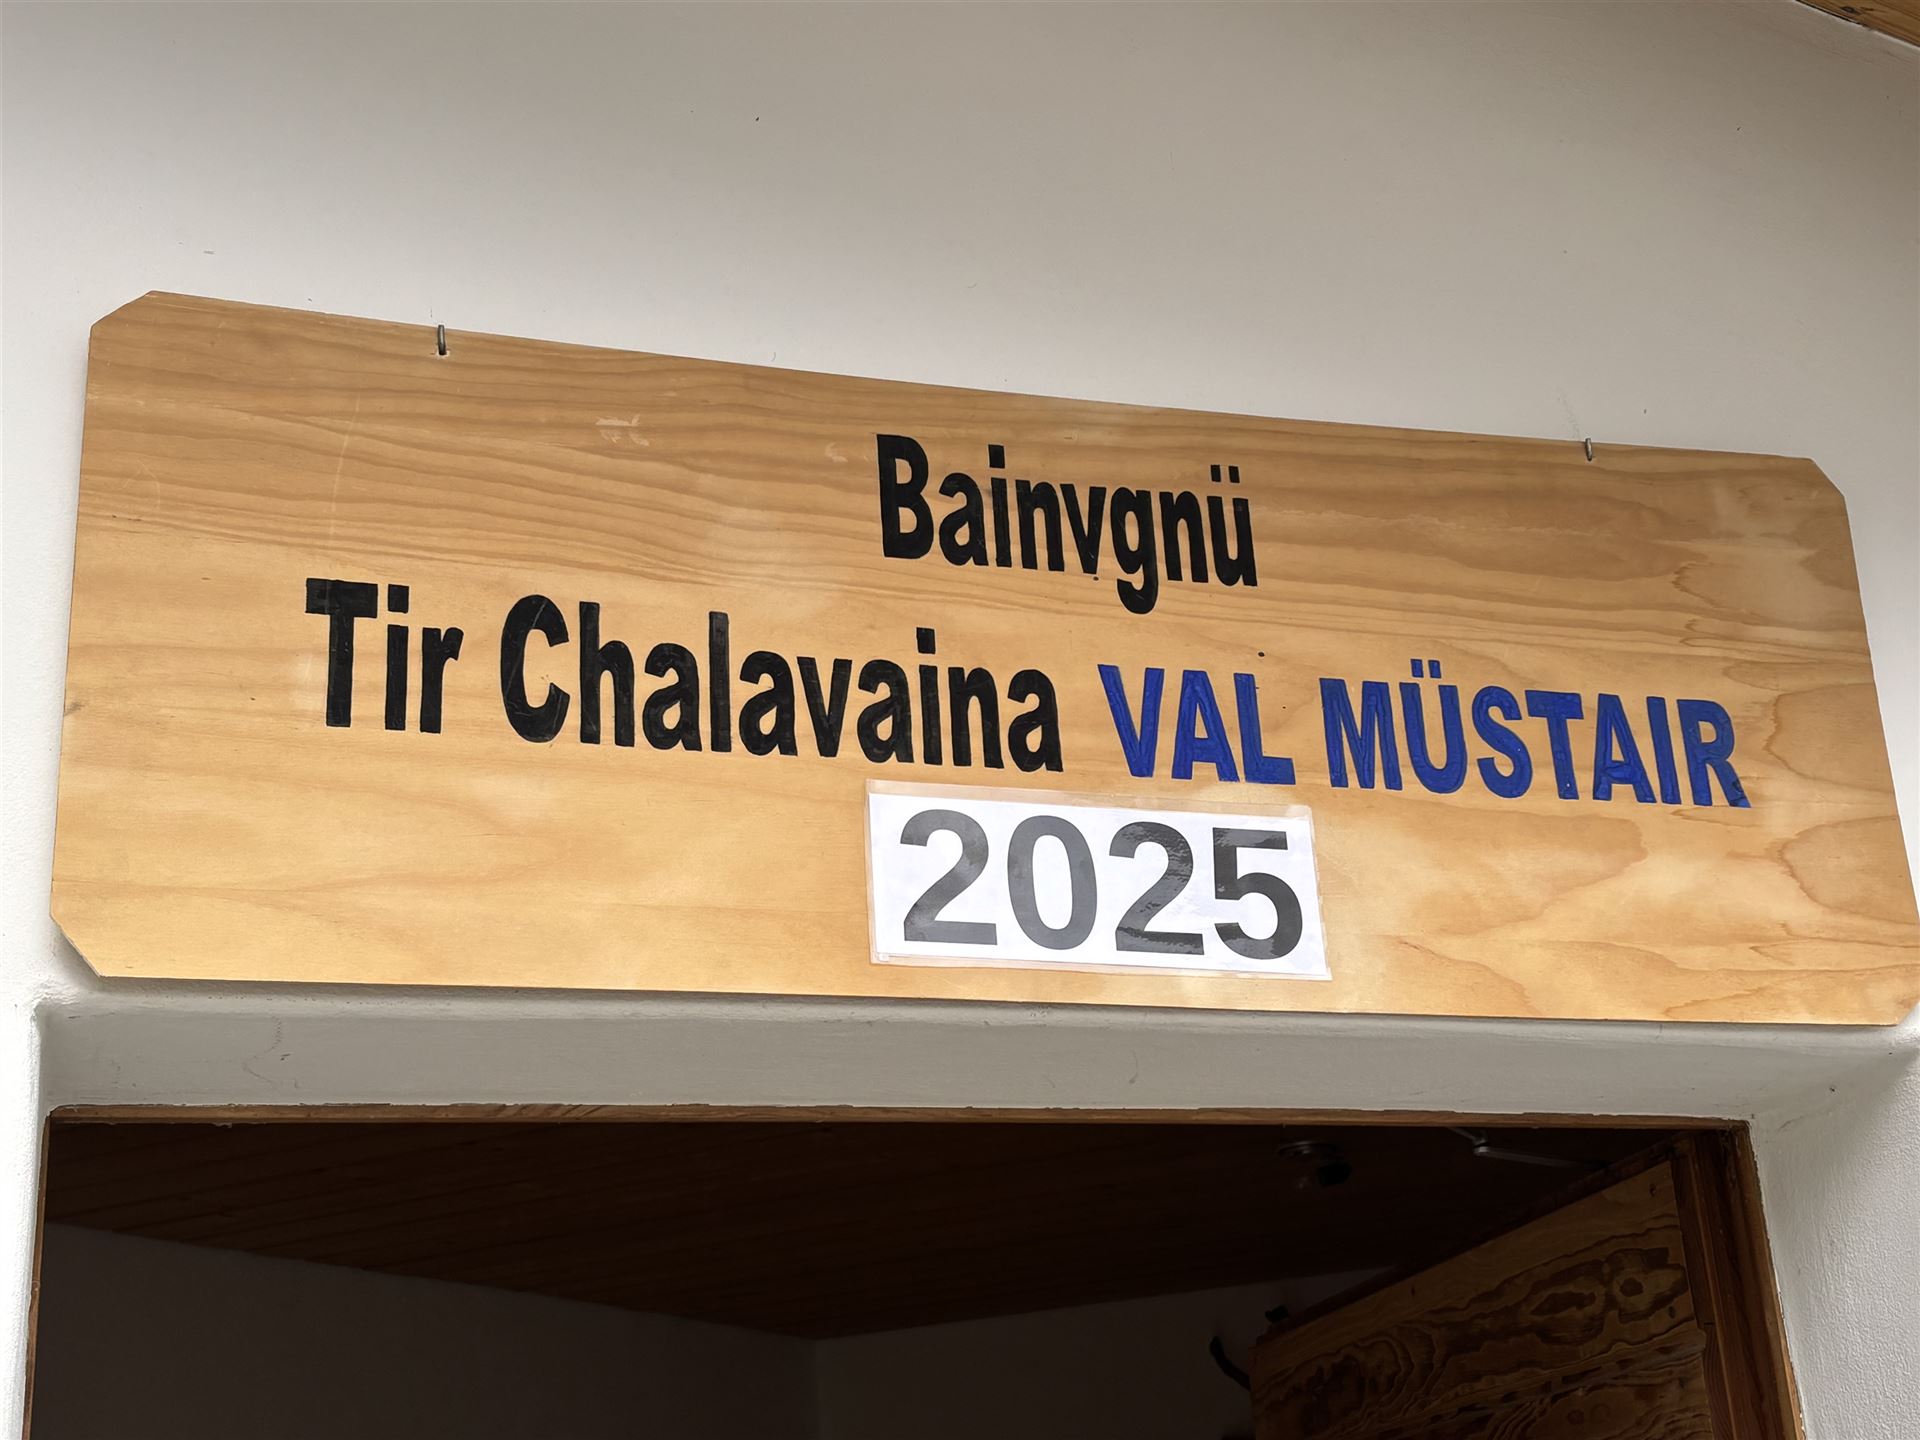 Bainvgnü
Tir Chalavaina VAL MÜSTAIR
2025